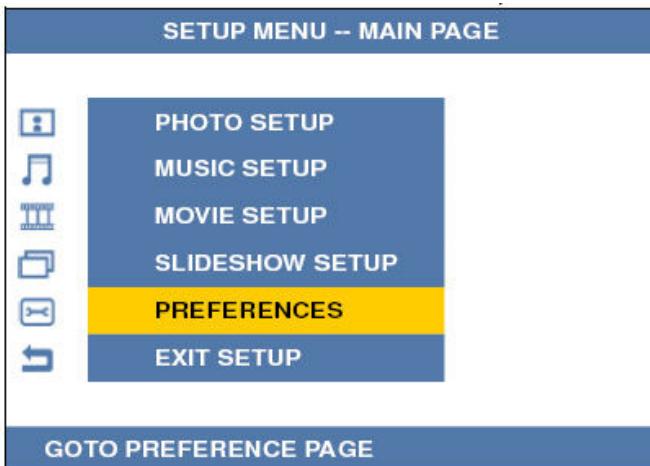 SETUP MENU -- MAIN PAGE
PHOTO SETUP
MUSIC SETUP
MOVIE SETUP
SLIDESHOW SETUP
PREFERENCES
EXIT SETUP
GOTO PREFERENCE PAGE